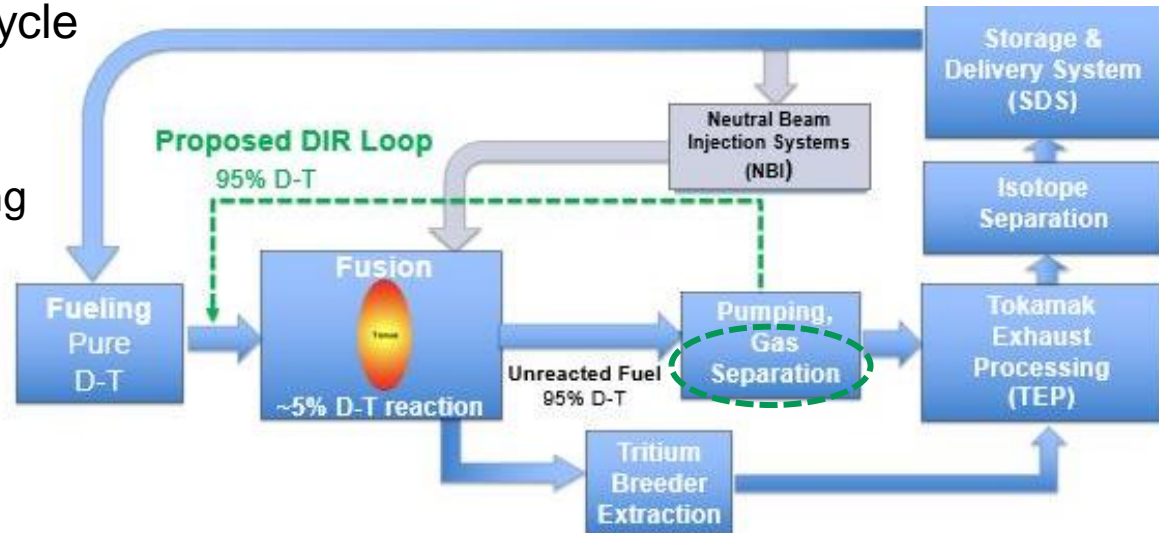 ycle
ng
Storage &
Delivery System
(SDS)
Neutral Beam
Injection Systems
(NBI)
Proposed DIR Loop
95% D-T
Isotope
Separation
Fueling
Pure
D-T
Fusion
Torus
~5% D-T reaction
Unreacted Fuel
95% D-T
Pumping,
Gas
Separation
Tokamak
Exhaust
Processing
(TEP)
Tritium
Breeder
Extraction